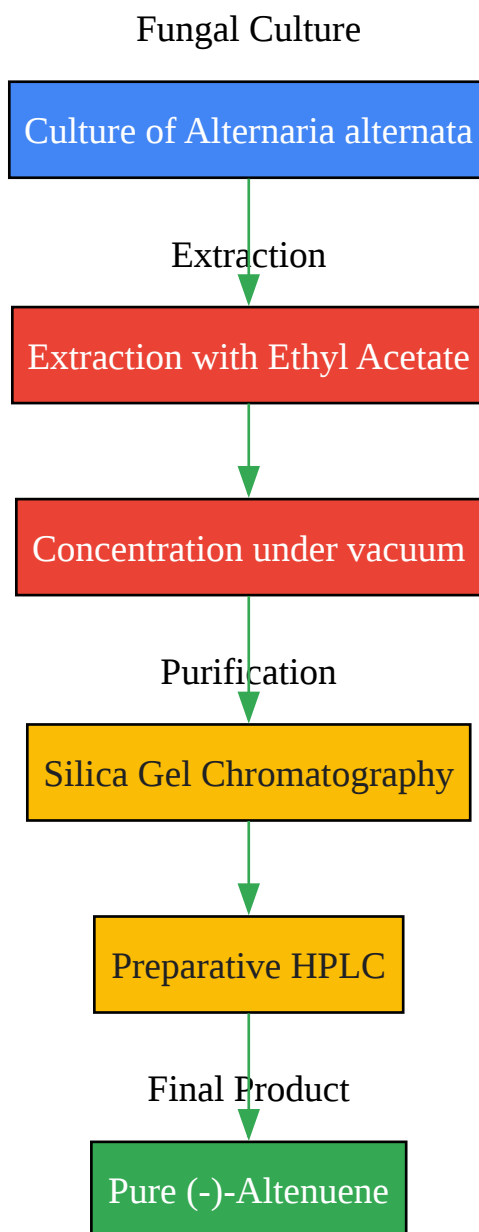 Fungal Culture
Culture of Alternaria alternata
Extraction
Extraction with Ethyl Acetate
Concentration under vacuum
Purification
Silica Gel Chromatography
Preparative HPLC
Final Product
Pure (-)-Altenuene